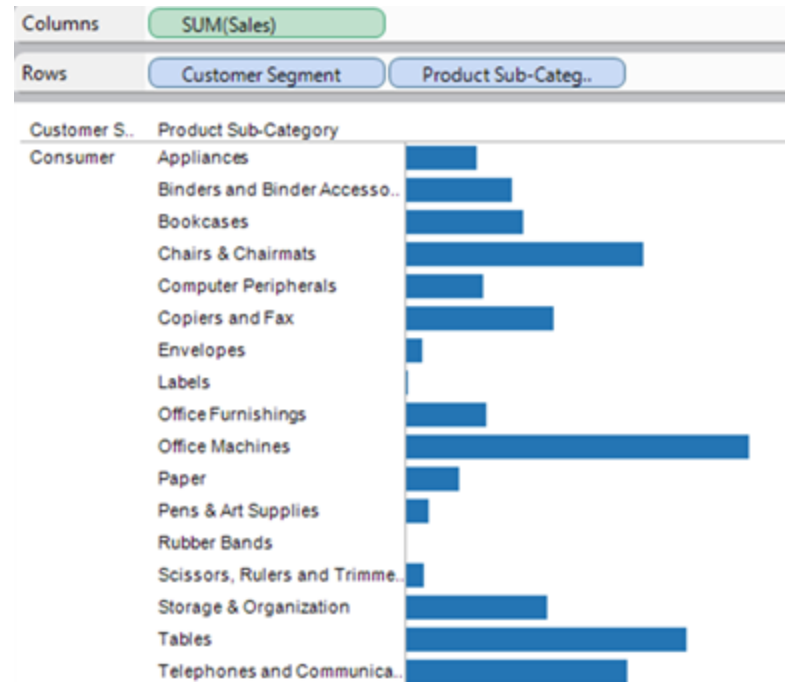 Columns SUM(Sales)
Rows Customer Segment Product Sub-Categ..
Customer S.. Product Sub-Category
Consumer Appliances
Binders and Binder Accesso..
Bookcases
Chairs & Chairmats
Computer Peripherals
Copiers and Fax
Envelopes
Labels
Office Furnishings
Office Machines
Paper
Pens & Art Supplies
Rubber Bands
Scissors, Rulers and Trimme..
Storage & Organization
Tables
Telephones and Communica..